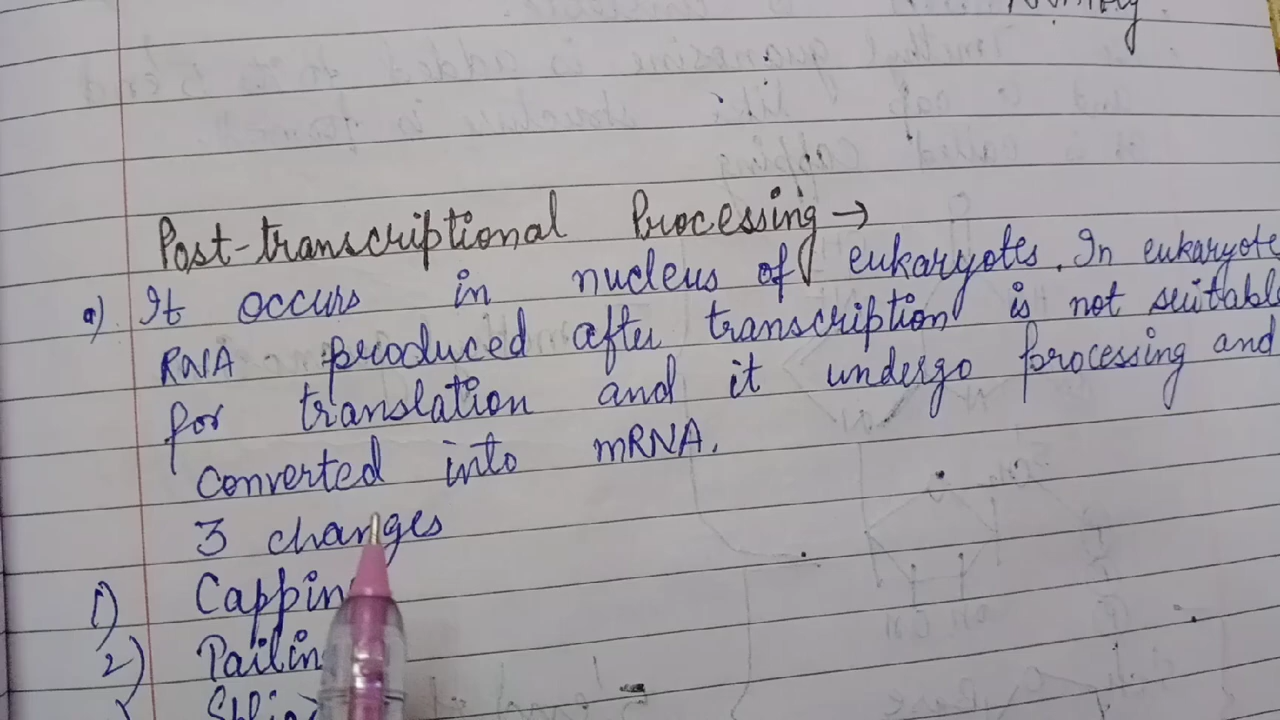 Post-transcriptional Processing →
a) It occurs in nucleus of eukaryotes. In eukaryote
RNA produced after transcription is not suitable
for translation and it undergo processing and
converted into mRNA.
3 changes
1) Cappin
2) Tailin